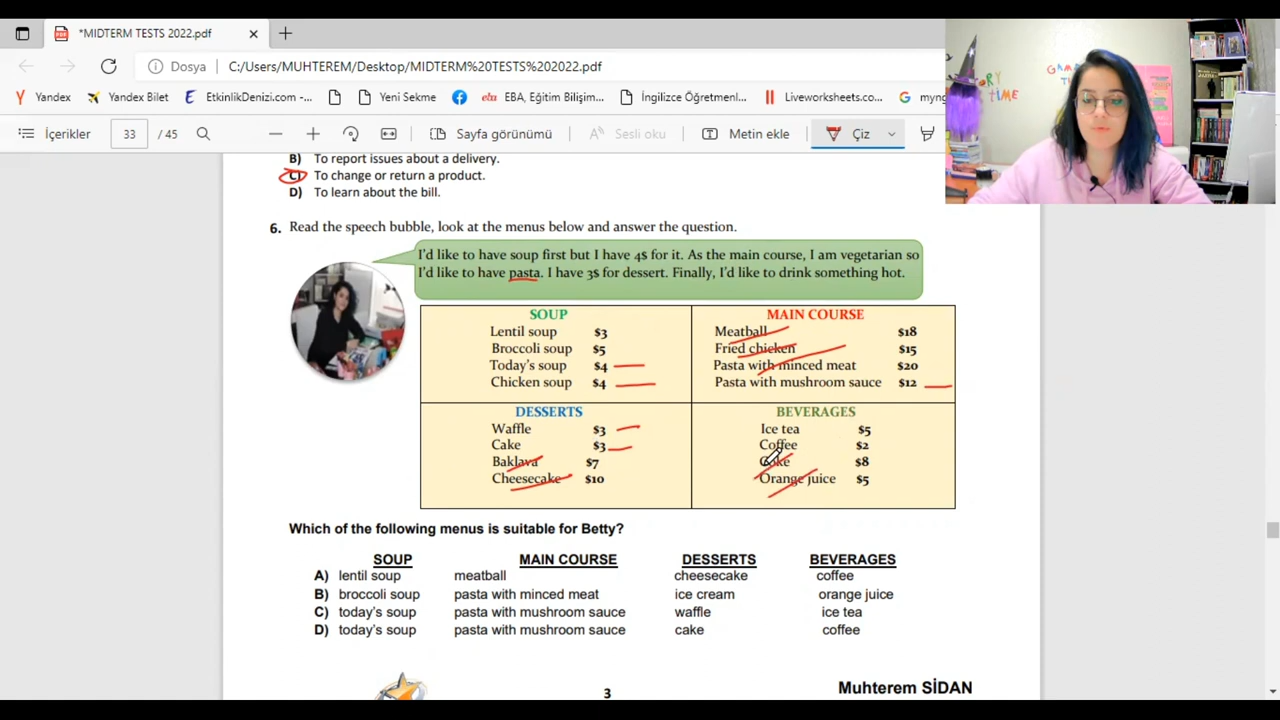 *MIDTERM TESTS 2022.pdf
Dosya C:/Users/MUHTEREM/Desktop/MIDTERM%20TESTS%202022.pdf
Yandex Yandex Bilet EtkinlikDenizi.com -... Yeni Sekme EBA, Eğitim Bilişim... İngilizce Öğretmenl... Liveworksheets.co... myng
İçerikler 33 / 45 Sayfa görünümü Sesli oku Metin ekle Çiz
B) To report issues about a delivery.
C) To change or return a product.
D) To learn about the bill.
6. Read the speech bubble, look at the menus below and answer the question.
I'd like to have soup first but I have 4$ for it. As the main course, I am vegetarian so
I'd like to have pasta. I have 3$ for dessert. Finally, I'd like to drink something hot.
SOUP
Lentil soup $3
Broccoli soup $5
Today's soup $4
Chicken soup $4
MAIN COURSE
Meatball $18
Fried chicken $15
Pasta with minced meat $20
Pasta with mushroom sauce $12
DESSERTS
Waffle $3
Cake $3
Baklava $7
Cheesecake $10
BEVERAGES
Ice tea $5
Coffee $2
Coke $8
Orange juice $5
Which of the following menus is suitable for Betty?
SOUP MAIN COURSE DESSERTS BEVERAGES
A) lentil soup meatball cheesecake coffee
B) broccoli soup pasta with minced meat ice cream orange juice
C) today's soup pasta with mushroom sauce waffle ice tea
D) today's soup pasta with mushroom sauce cake coffee
3
Muhterem SİDAN